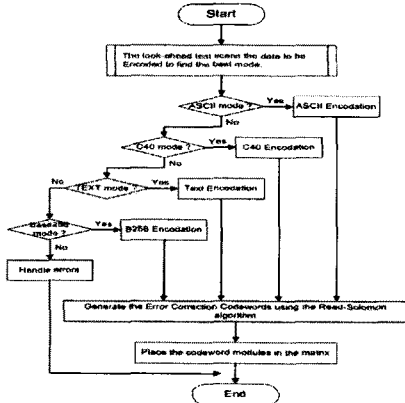 Start
The look-ahead test scans the data to be
Encoded to find the best mode.
ASCII mode ?
Yes
ASCII Encodation
No
C40 mode ?
Yes
C40 Encodation
No
No
TEXT mode ?
Yes
Text Encodation
Base256
mode ?
Yes
B256 Encodation
No
Handle errors
Generate the Error Correction Codewords using the Reed-Solomon
algorithm
Place the codeword modules in the matrix
End